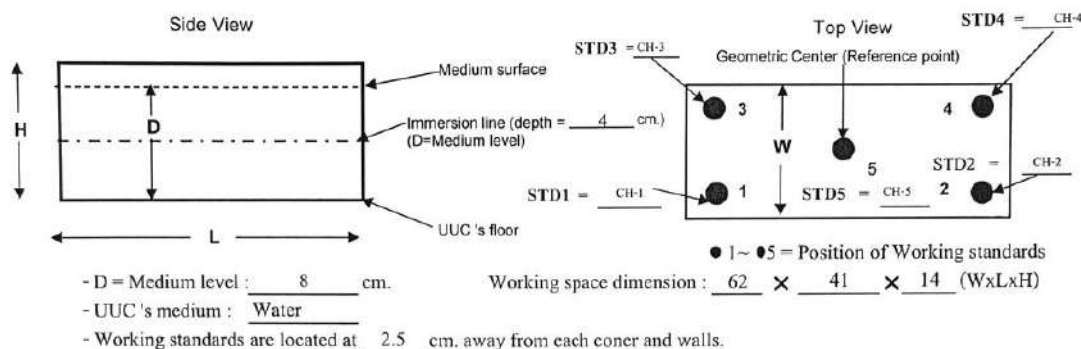 Side View
Medium surface
H
D
Immersion line (depth = 4 cm.)
(D=Medium level)
UUC 's floor
L
STD4 = CH-4
Top View
STD3 = CH-3
Geometric Center (Reference point)
3
4
W
5
STD2 = CH-2
STD1 = CH-1
1
STD5 = CH-5
2
● 1~ ●5 = Position of Working standards
- D = Medium level : 8 cm.
Working space dimension : 62 × 41 × 14 (WxLxH)
- UUC 's medium : Water
- Working standards are located at 2.5 cm. away from each coner and walls.